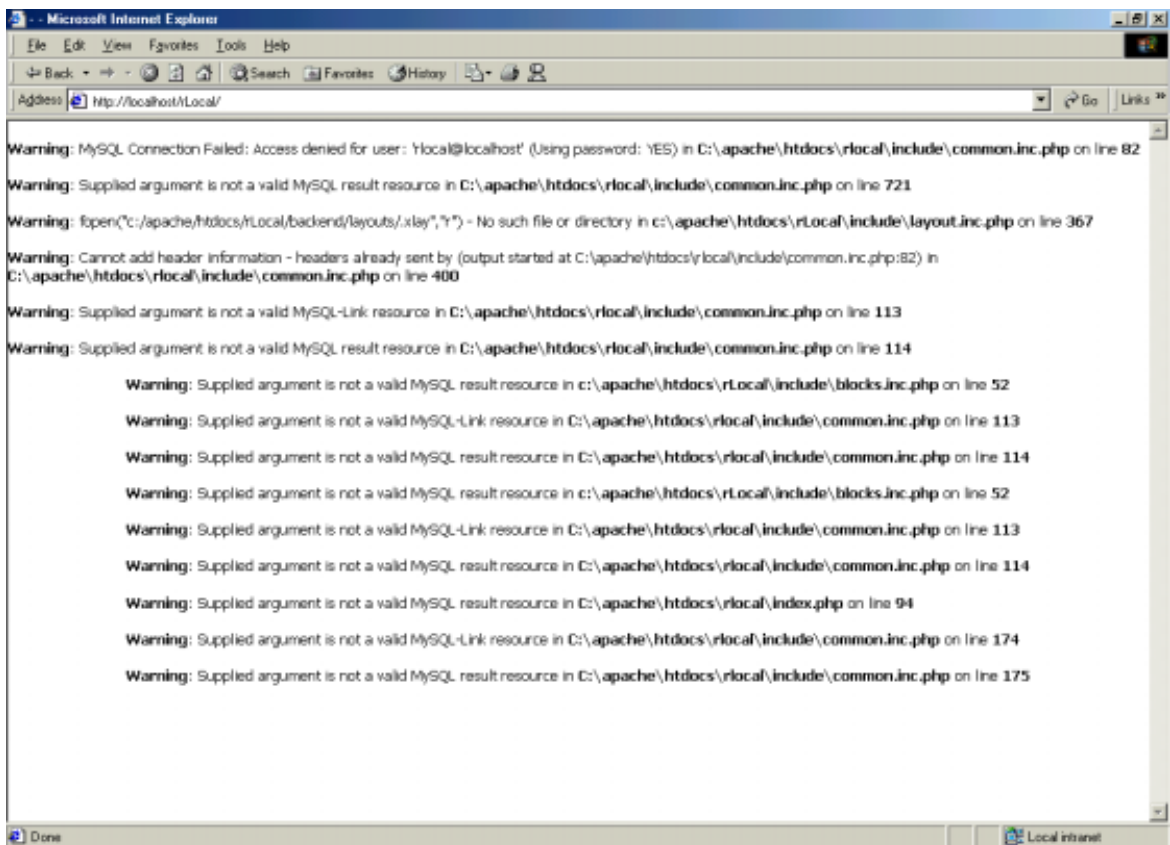 - - Microsoft Internet Explorer
File Edit View Favorites Tools Help
Back Search Favorites History
Address http://localhost/rLocal/ Go Links »
Warning: MySQL Connection Failed: Access denied for user: 'rlocal@localhost' (Using password: YES) in C:\apache\htdocs\rlocal\include\common.inc.php on line 82
Warning: Supplied argument is not a valid MySQL result resource in C:\apache\htdocs\rlocal\include\common.inc.php on line 721
Warning: fopen("c:/apache/htdocs/rLocal/backend/layouts/.xlay","r") - No such file or directory in c:\apache\htdocs\rLocal\include\layout.inc.php on line 367
Warning: Cannot add header information - headers already sent by (output started at C:\apache\htdocs\rlocal\include\common.inc.php:82) in
C:\apache\htdocs\rlocal\include\common.inc.php on line 400
Warning: Supplied argument is not a valid MySQL-Link resource in C:\apache\htdocs\rlocal\include\common.inc.php on line 113
Warning: Supplied argument is not a valid MySQL result resource in C:\apache\htdocs\rlocal\include\common.inc.php on line 114
Warning: Supplied argument is not a valid MySQL result resource in c:\apache\htdocs\rLocal\include\blocks.inc.php on line 52
Warning: Supplied argument is not a valid MySQL-Link resource in C:\apache\htdocs\rlocal\include\common.inc.php on line 113
Warning: Supplied argument is not a valid MySQL result resource in C:\apache\htdocs\rlocal\include\common.inc.php on line 114
Warning: Supplied argument is not a valid MySQL result resource in c:\apache\htdocs\rLocal\include\blocks.inc.php on line 52
Warning: Supplied argument is not a valid MySQL-Link resource in C:\apache\htdocs\rlocal\include\common.inc.php on line 113
Warning: Supplied argument is not a valid MySQL result resource in C:\apache\htdocs\rlocal\include\common.inc.php on line 114
Warning: Supplied argument is not a valid MySQL result resource in C:\apache\htdocs\rlocal\index.php on line 94
Warning: Supplied argument is not a valid MySQL-Link resource in C:\apache\htdocs\rlocal\include\common.inc.php on line 174
Warning: Supplied argument is not a valid MySQL result resource in C:\apache\htdocs\rlocal\include\common.inc.php on line 175
Done Local intranet